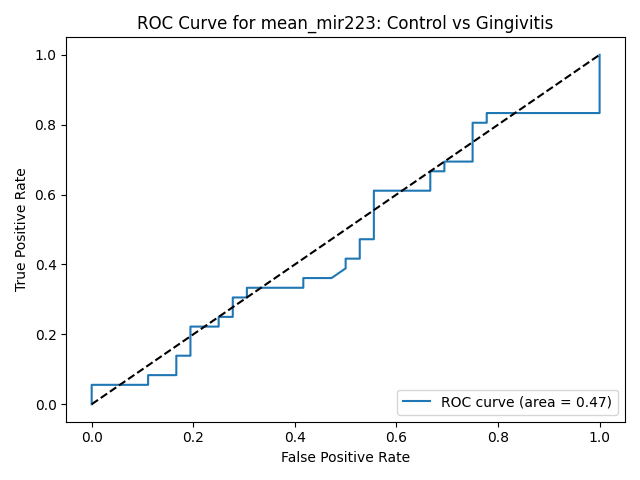 ROC Curve for mean_mir223: Control vs Gingivitis
True Positive Rate
1.0
0.8
0.6
0.4
0.2
0.0
ROC curve (area = 0.47)
0.0 0.2 0.4 0.6 0.8 1.0
False Positive Rate